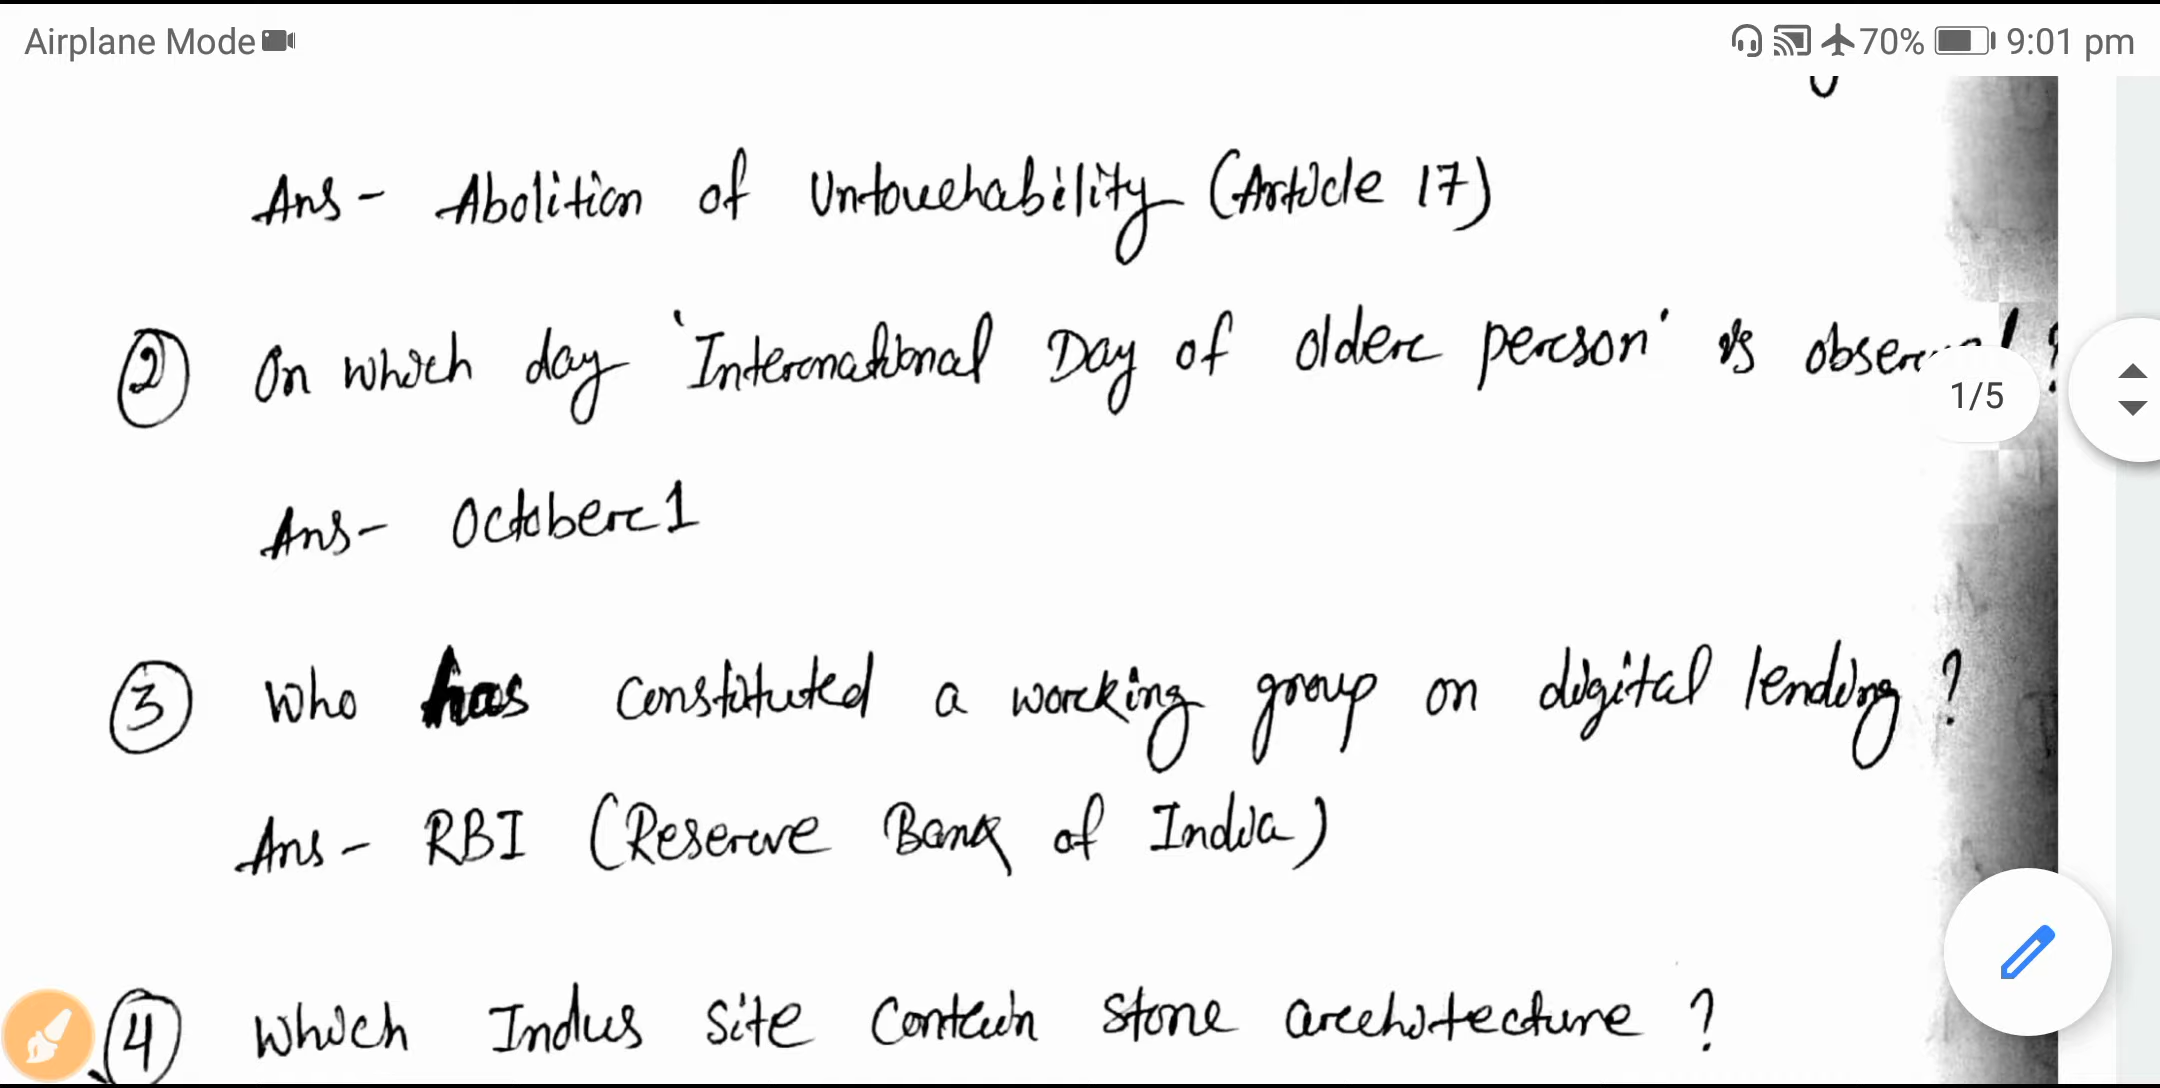 Airplane Mode
70% 9:01 pm
Ans - Abolition of Untouchability (Article 17)
2 On which day 'International Day of older person' is
1/5
Ans - October 1
3 Who has constituted a working group on digital lending ?
Ans - RBI (Reserve Bank of India)
4 Which Indus site contain stone architecture ?